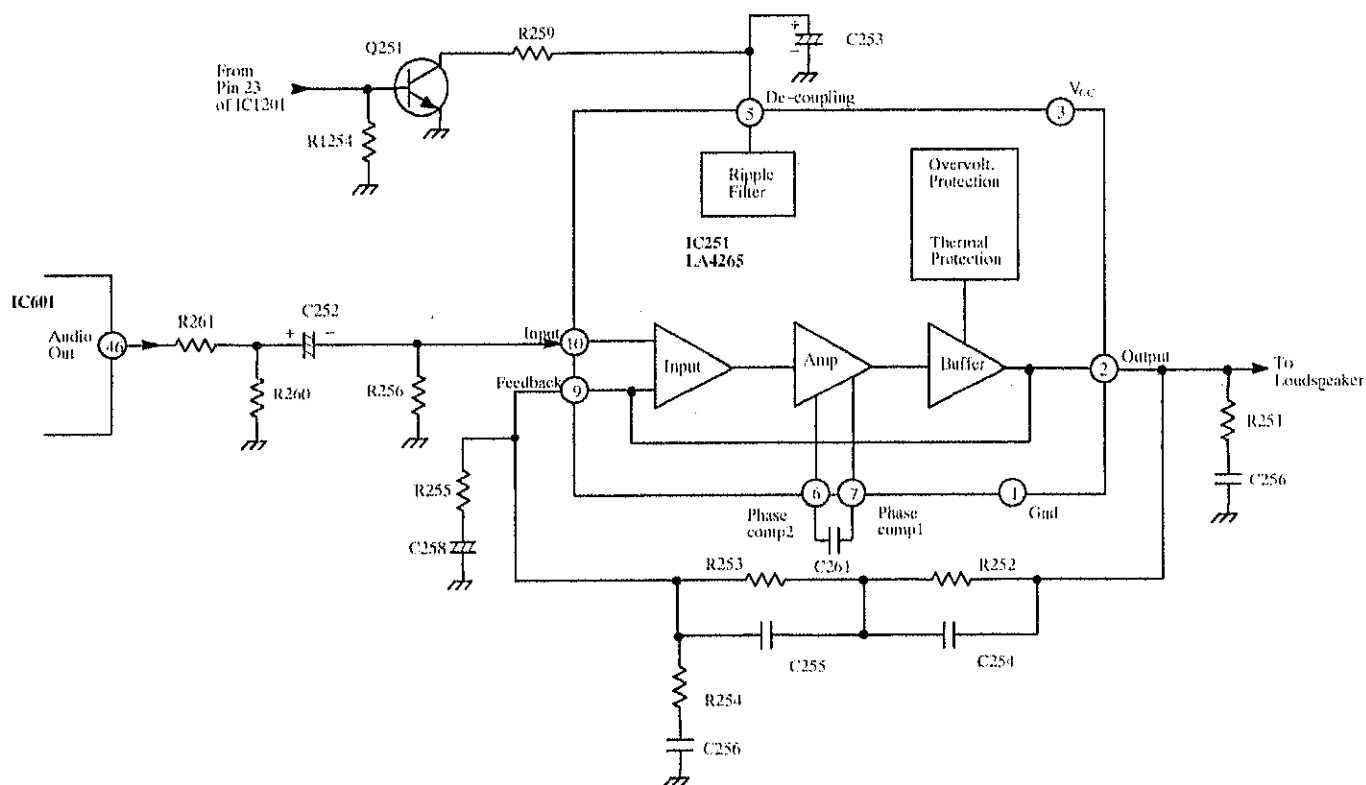 R259
Q251
C253
From
Pin 23
of IC1201
R1254
De-coupling
5
VCC
3
Ripple
Filter
Overvolt.
Protection
Thermal
Protection
IC251
LA4265
IC601
Audio
Out
46
R261
C252
+
-
R260
R256
Input
10
Feedback
9
Input
Amp
Buffer
2
Output
To
Loudspeaker
R251
C256
R255
C258
6
7
1
Phase
comp2
Phase
comp1
Gnd
C261
R253
R252
C255
C254
R254
C256
+
-